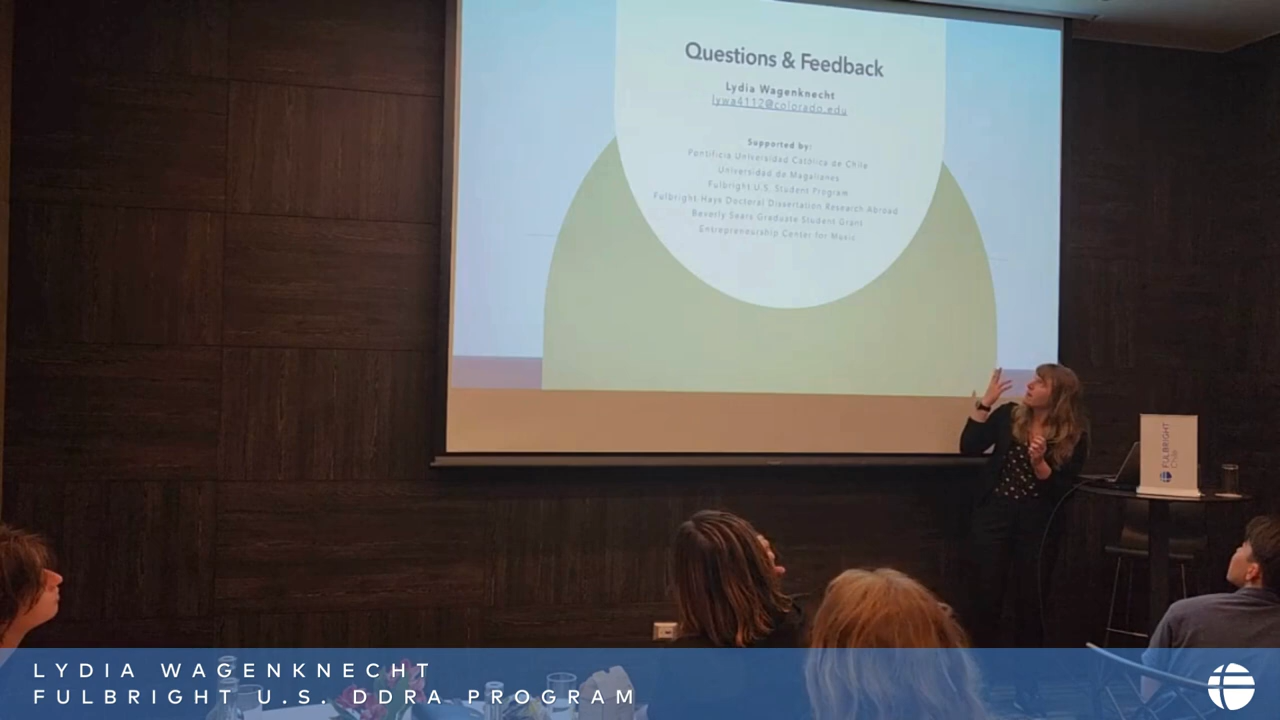 Questions & Feedback
Lydia Wagenknecht
lywa4112@colorado.edu
Supported by:
Pontificia Universidad Católica de Chile
Universidad de Magallanes
Fulbright U.S. Student Program
Fulbright Hays Doctoral Dissertation Research Abroad
Beverly Sears Graduate Student Grant
Entrepreneurship Center for Music
FULBRIGHT
Chile
LYDIA WAGENKNECHT
FULBRIGHT U.S. DDRA PROGRAM